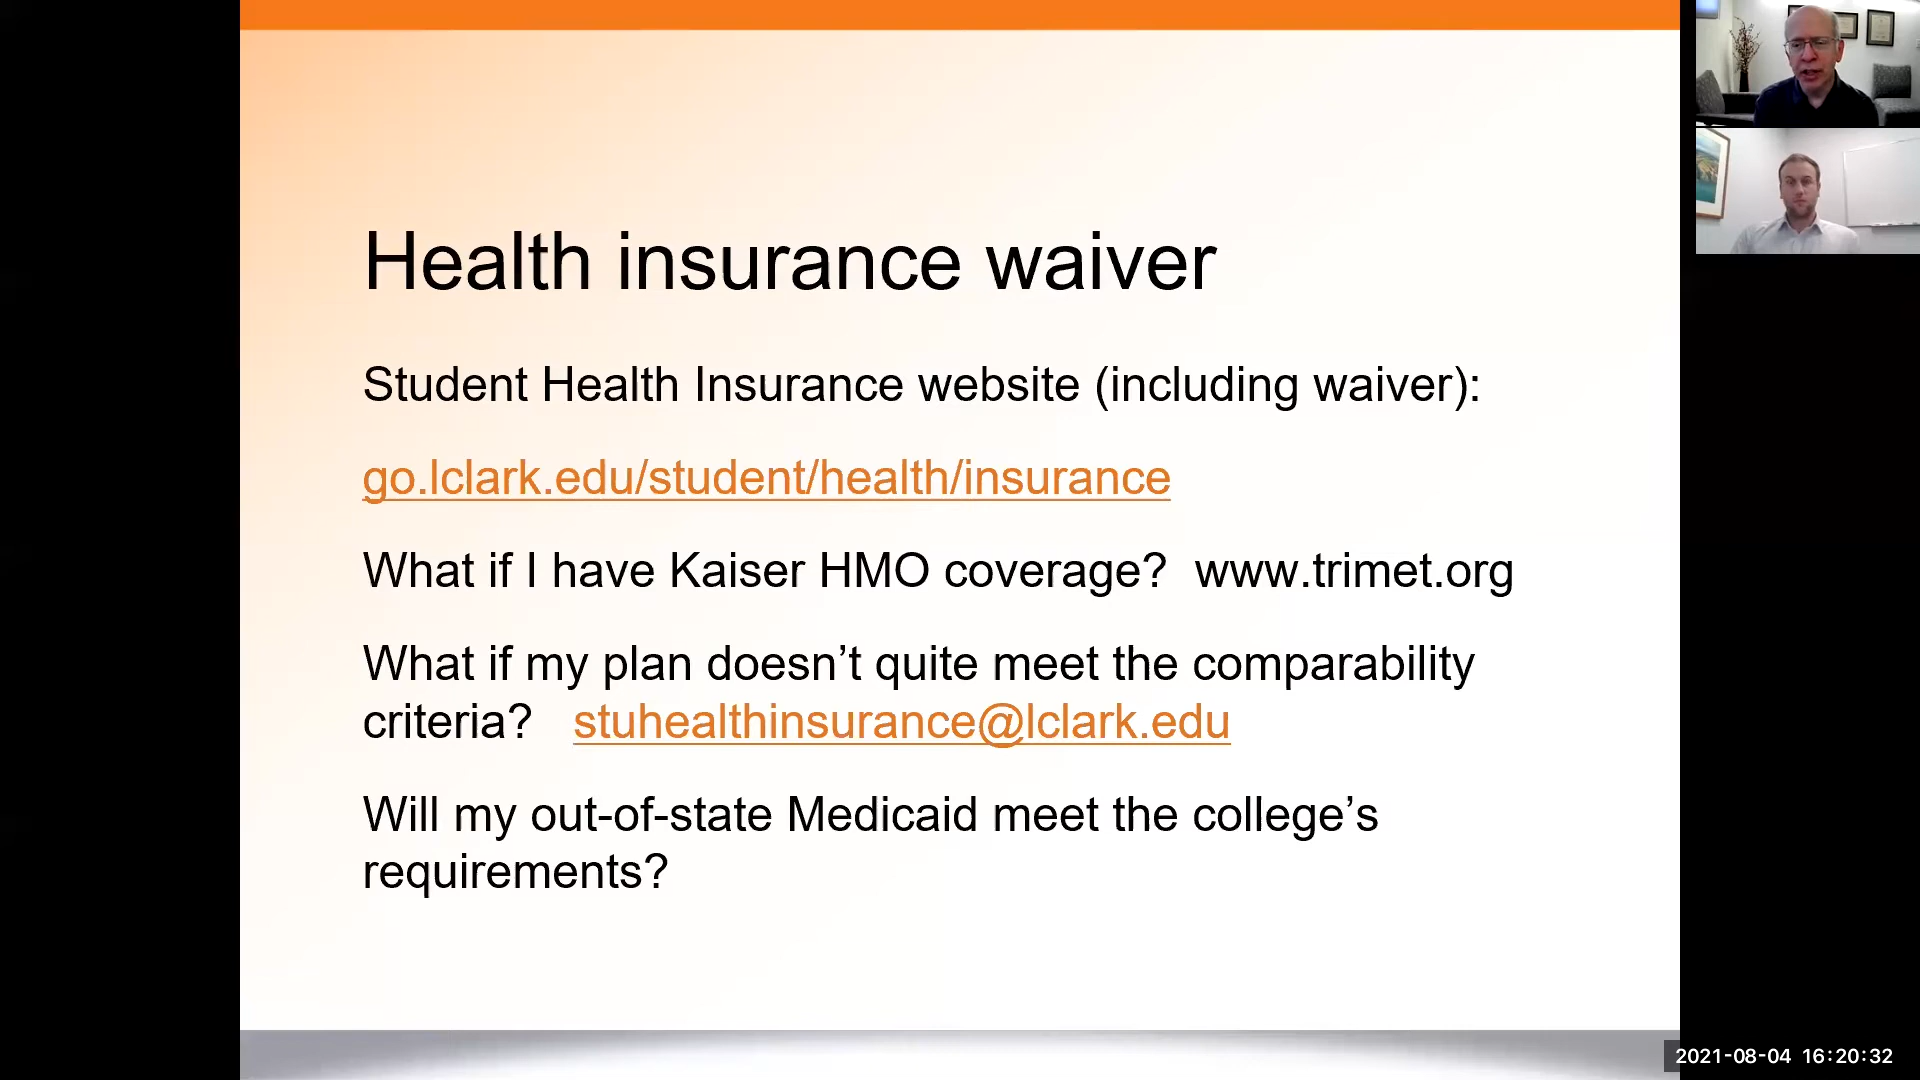 Health insurance waiver
Student Health Insurance website (including waiver):
go.lclark.edu/student/health/insurance
What if I have Kaiser HMO coverage?  www.trimet.org
What if my plan doesn’t quite meet the comparability
criteria?   stuhealthinsurance@lclark.edu
Will my out-of-state Medicaid meet the college’s
requirements?
2021-08-04  16:20:32